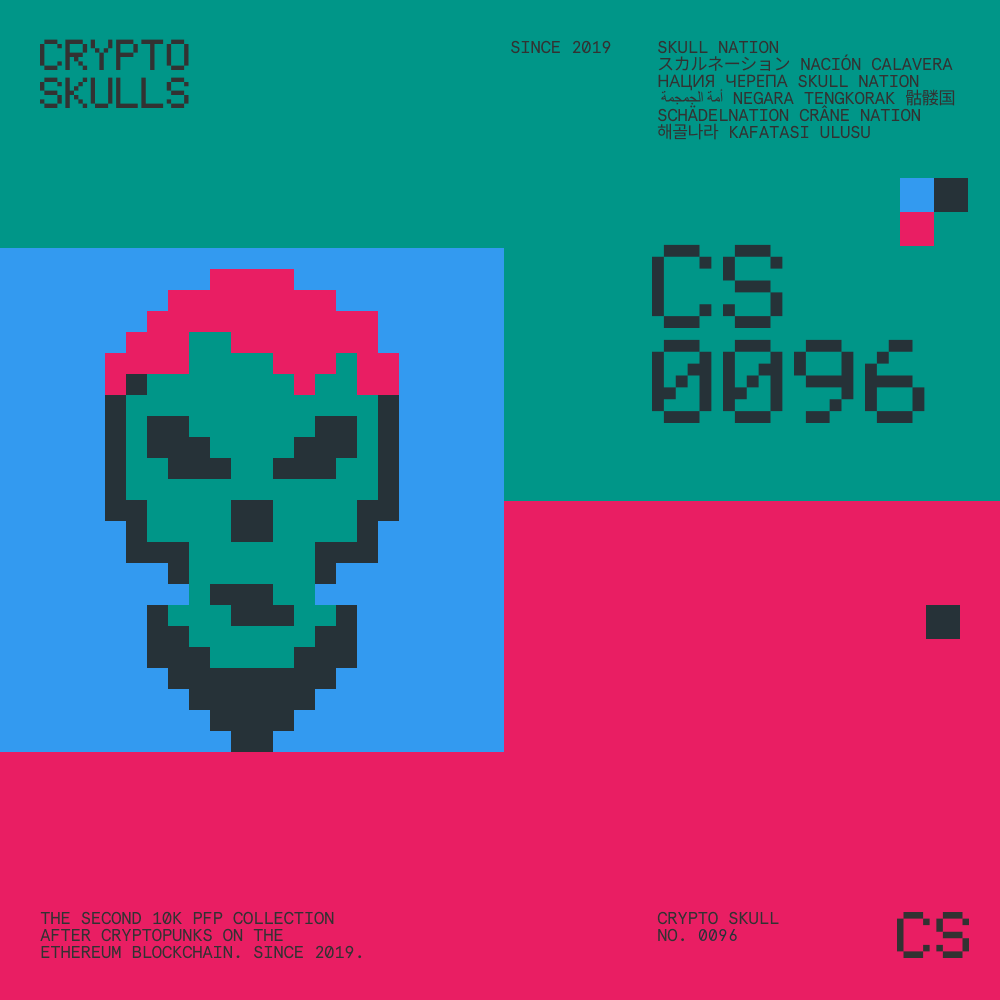 CRYPTO
SKULLS
SINCE 2019
SKULL NATION
スカルネーション NACIÓN CALAVERA
НАЦИЯ ЧЕРЕПА SKULL NATION
أمة الجمجمة NEGARA TENGKORAK 骷髅国
SCHÄDELNATION CRÂNE NATION
해골나라 KAFATASI ULUSU
CS
0096
THE SECOND 10K PFP COLLECTION
AFTER CRYPTOPUNKS ON THE
ETHEREUM BLOCKCHAIN. SINCE 2019.
CRYPTO SKULL
NO. 0096
CS